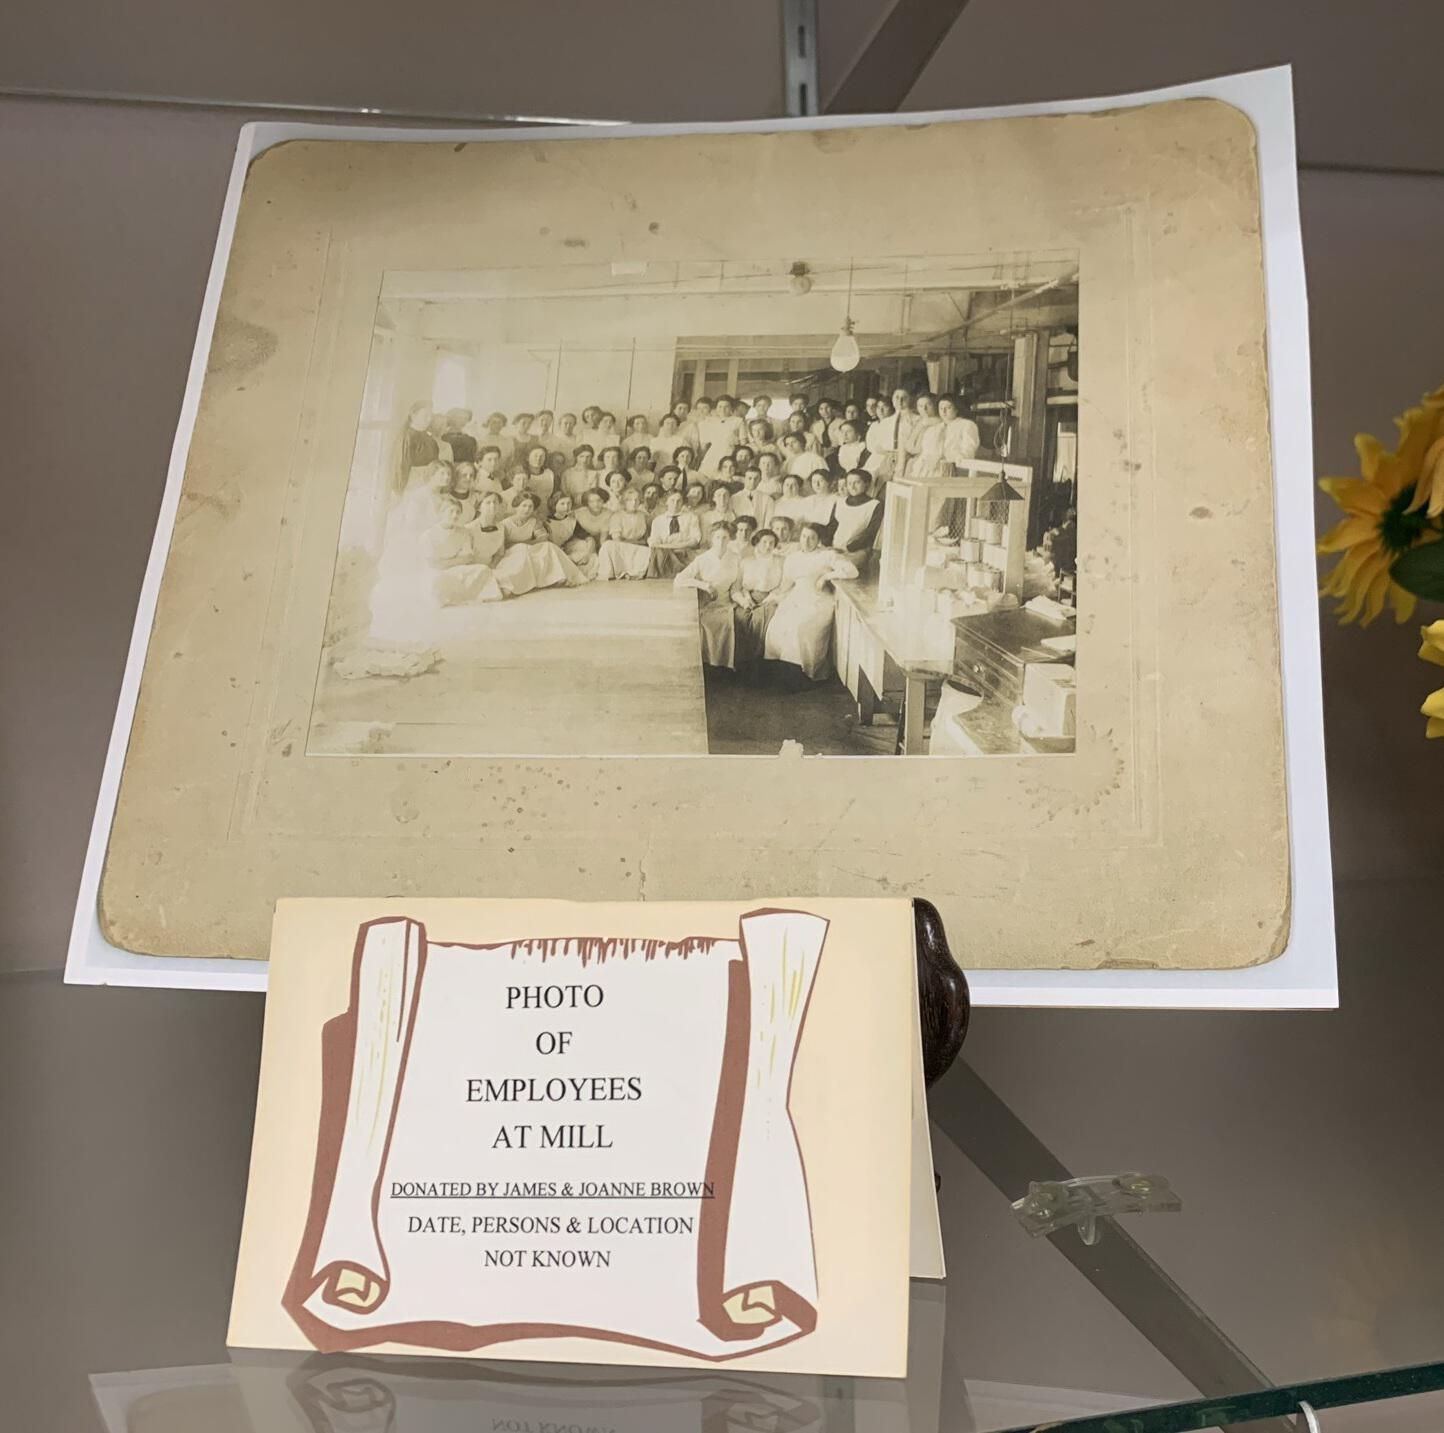 PHOTO
OF
EMPLOYEES
AT MILL
DONATED BY JAMES & JOANNE BROWN
DATE, PERSONS & LOCATION
NOT KNOWN